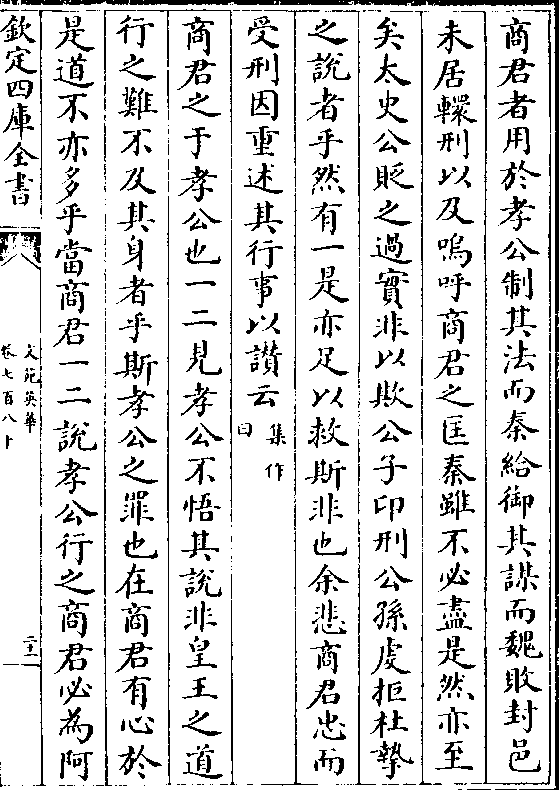 商君者用於孝公制其法而秦給御其謀而魏敗封邑
未居轘刑以及嗚呼商君之匡秦雖不必盡是然亦至
矣太史公貶之過實非以欺公子卬刑公孫虔拒杜摯
之說者乎然有一是亦足以救斯非也余悲商君忠而
受刑因重述其行事以讃云集作曰
商君之于孝公也一二見孝公不悟其說非皇王之道
行之難不及其身者乎斯孝公之罪也在商君有心於
是道不亦多乎當商君一二說孝公行之商君必為阿
欽定四庫全書
文苑英華
卷七百八十